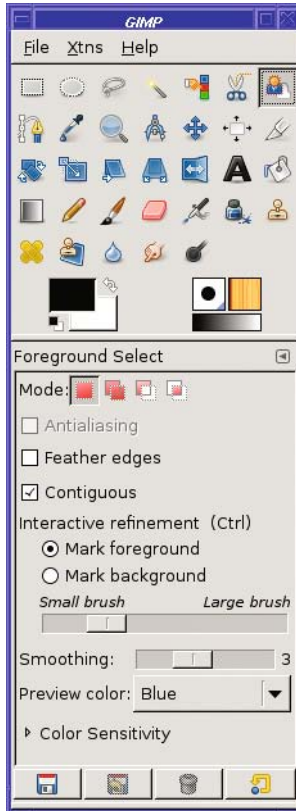 GIMP
File Xtns Help
Foreground Select
Mode:
Antialiasing
Feather edges
Contiguous
Interactive refinement (Ctrl)
Mark foreground
Mark background
Small brush Large brush
Smoothing: 3
Preview color: Blue
Color Sensitivity